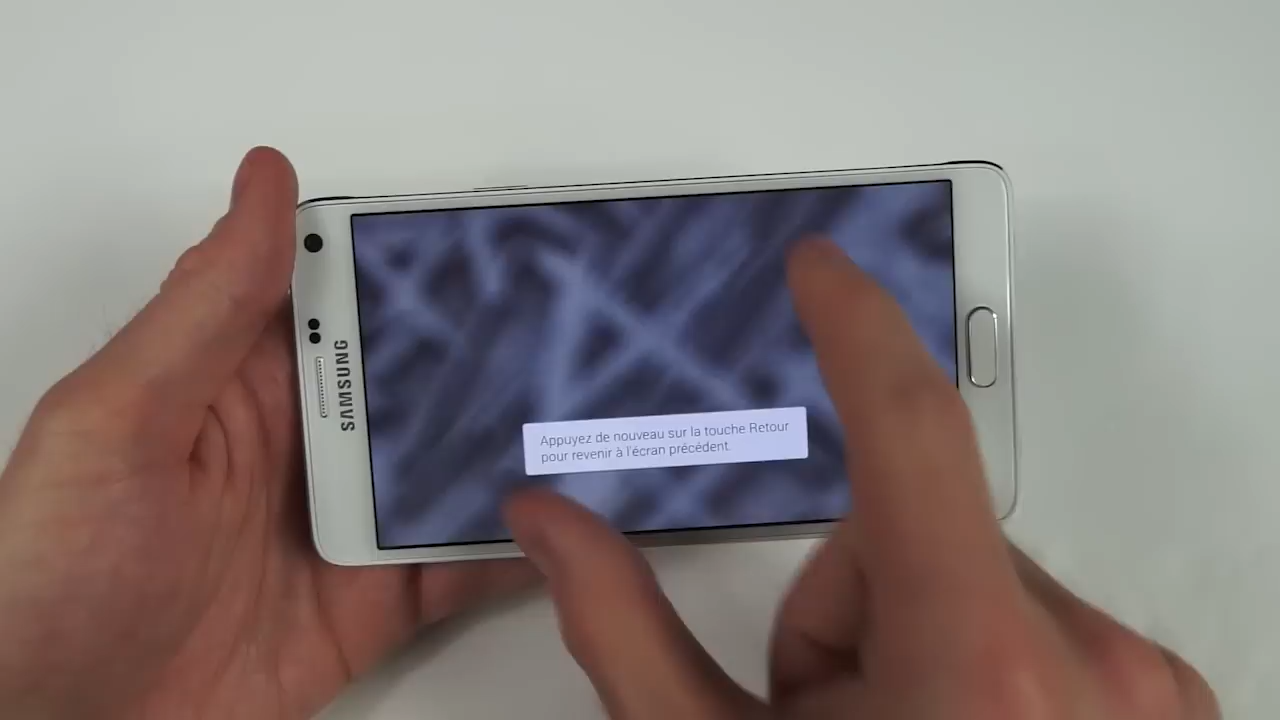 SAMSUNG
Appuyez de nouveau sur la touche Retour
pour revenir à l'écran précédent.